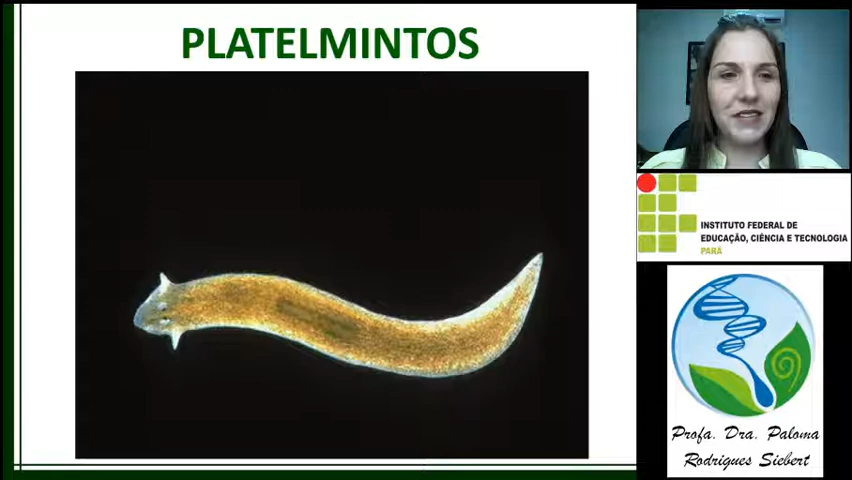 PLATELMINTOS
INSTITUTO FEDERAL DE
EDUCAÇÃO, CIÊNCIA E TECNOLOGIA
PARÁ
Profa. Dra. Paloma
Rodrigues Siebert